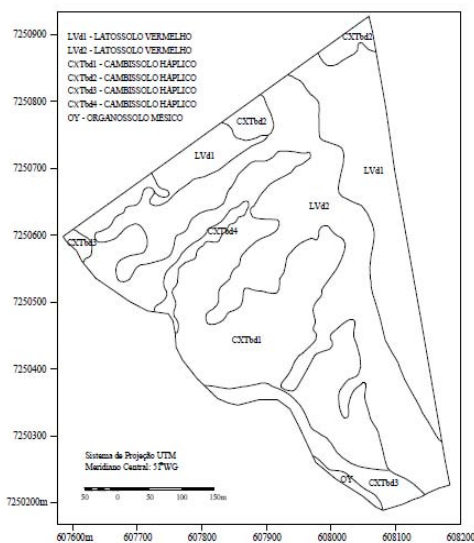 7250900
LVd1 - LATOSSOLO VERMELHO
LVd2 - LATOSSOLO VERMELHO
CXTbd1 - CAMBISSOLO HÁPLICO
CXTbd2 - CAMBISSOLO HÁPLICO
CXTbd3 - CAMBISSOLO HÁPLICO
CXTbd4 - CAMBISSOLO HÁPLICO
OY - ORGANOSSOLO MÉSICO
CXTbd2
7250800
CXTbd2
LVd1
7250700
LVd1
LVd2
7250600
CXTbd3
CXTbd4
7250500
CXTbd1
7250400
7250300
Sistema de Projeção UTM
Meridiano Central: 51°WG
OY
CXTbd3
50 0 50 100 150m
7250200m
607600m 607700 607800 607900 608000 608100 608200